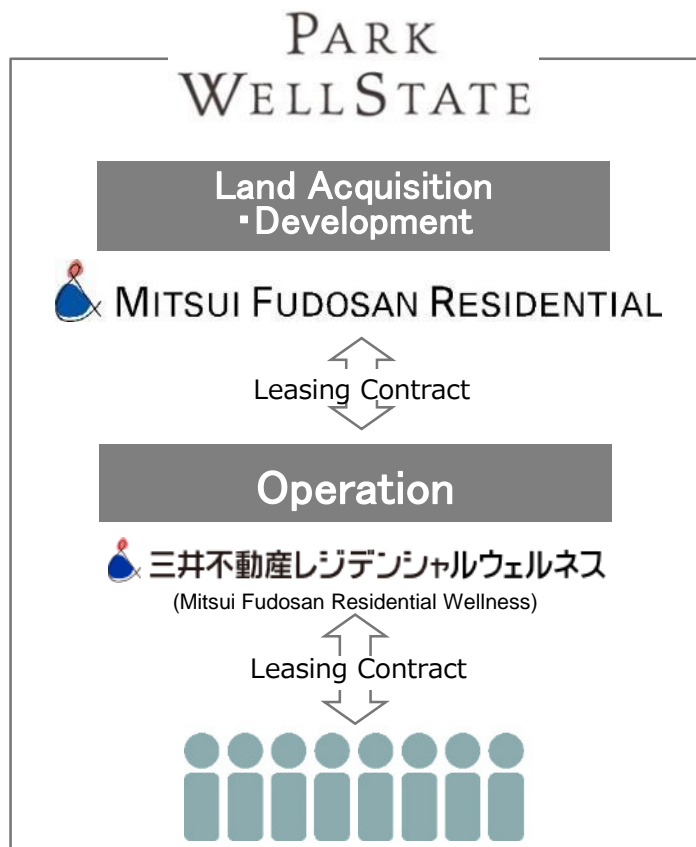 PARK
WELLSTATE
Land Acquisition
・Development
MITSUI FUDOSAN RESIDENTIAL
Leasing Contract
Operation
三井不動産レジデンシャルウェルネス
(Mitsui Fudosan Residential Wellness)
Leasing Contract